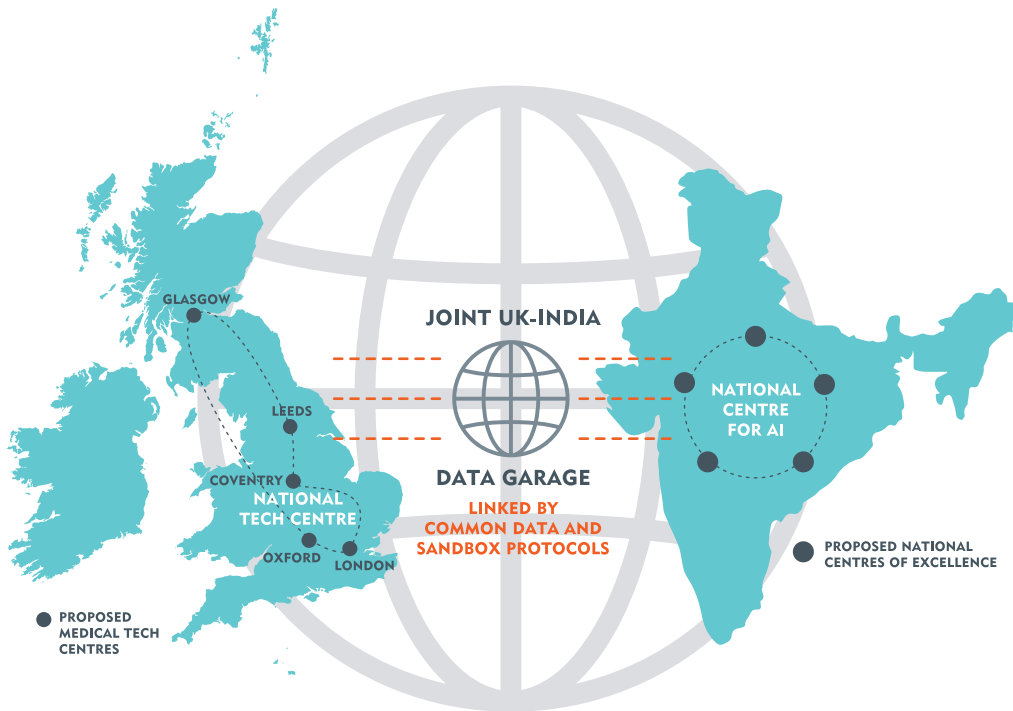 GLASGOW
LEEDS
COVENTRY
NATIONAL
TECH CENTRE
OXFORD
LONDON
PROPOSED
MEDICAL TECH
CENTRES
JOINT UK-INDIA
DATA GARAGE
LINKED BY
COMMON DATA AND
SANDBOX PROTOCOLS
NATIONAL
CENTRE
FOR AI
PROPOSED NATIONAL
CENTRES OF EXCELLENCE